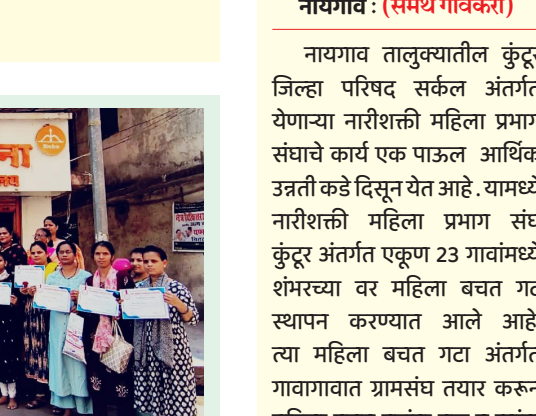 ना
नायगाव : (समर्थ गावकरी)
नायगाव तालुक्यातील कुंटूर
जिल्हा परिषद सर्कल अंतर्गत
येणाऱ्या नारीशक्ती महिला प्रभाग
संघाचे कार्य एक पाऊल आर्थिक
उन्नती कडे दिसून येत आहे . यामध्ये
नारीशक्ती महिला प्रभाग संघ
कुंटूर अंतर्गत एकूण 23 गावांमध्ये
शंभरच्या वर महिला बचत गट
स्थापन करण्यात आले आहे
त्या महिला बचत गटा अंतर्गत
गावागावात ग्रामसंघ तयार करून